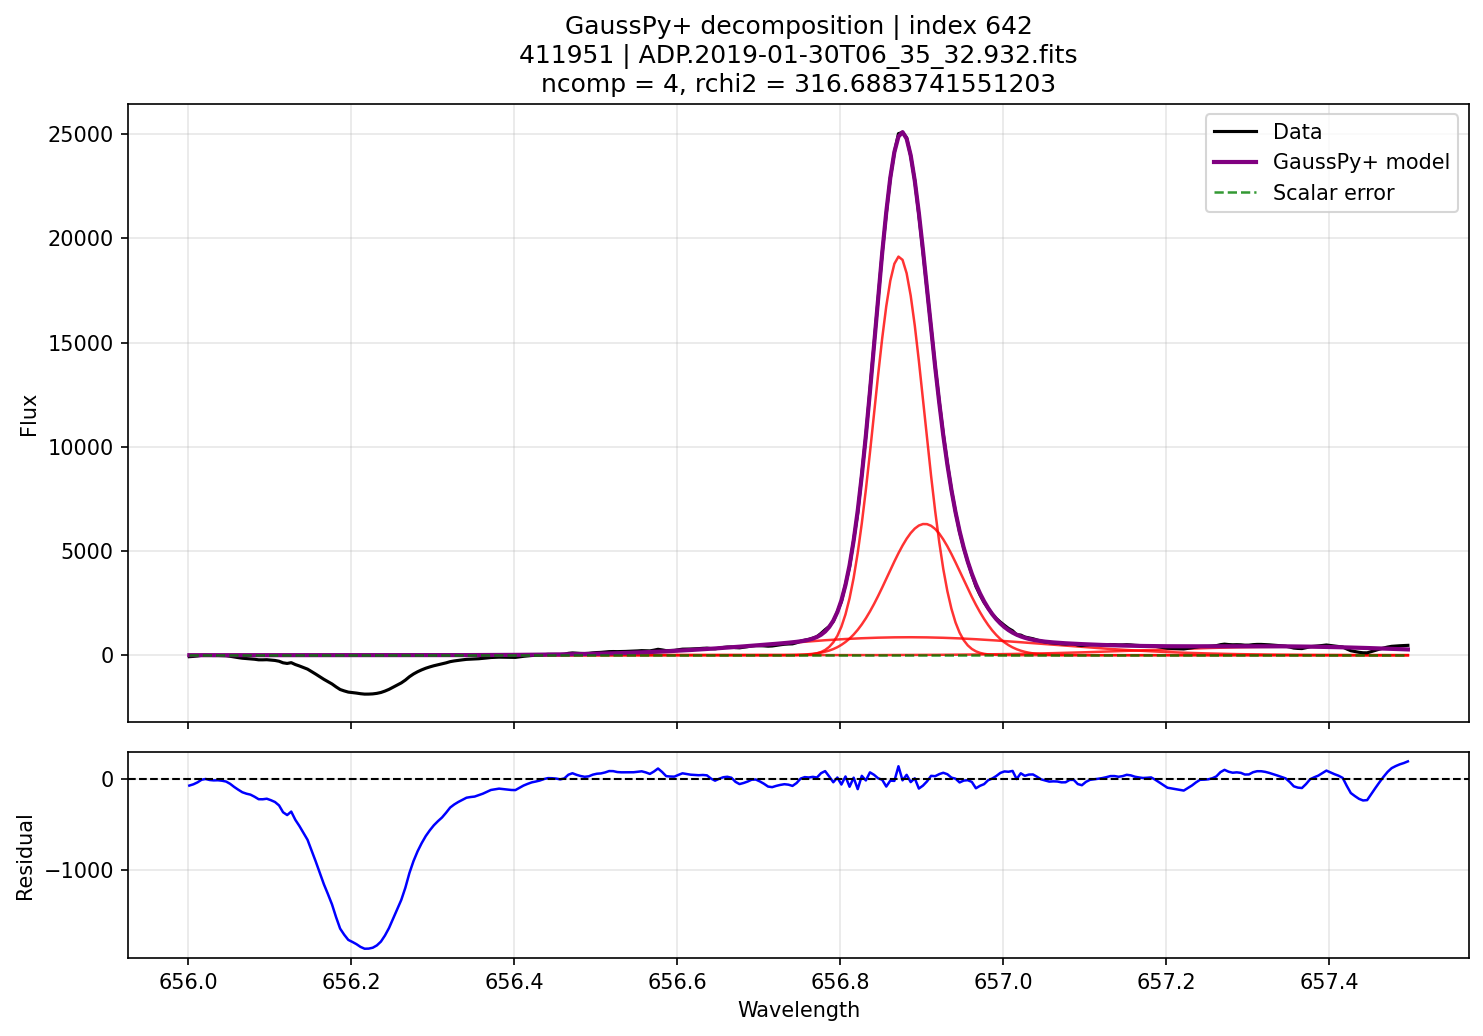 GaussPy+ decomposition | index 642
411951 | ADP.2019-01-30T06_35_32.932.fits
ncomp = 4, rchi2 = 316.6883741551203
Data
GaussPy+ model
Scalar error
Flux
25000
20000
15000
10000
5000
0
Residual
0
−1000
656.0 656.2 656.4 656.6 656.8 657.0 657.2 657.4
Wavelength